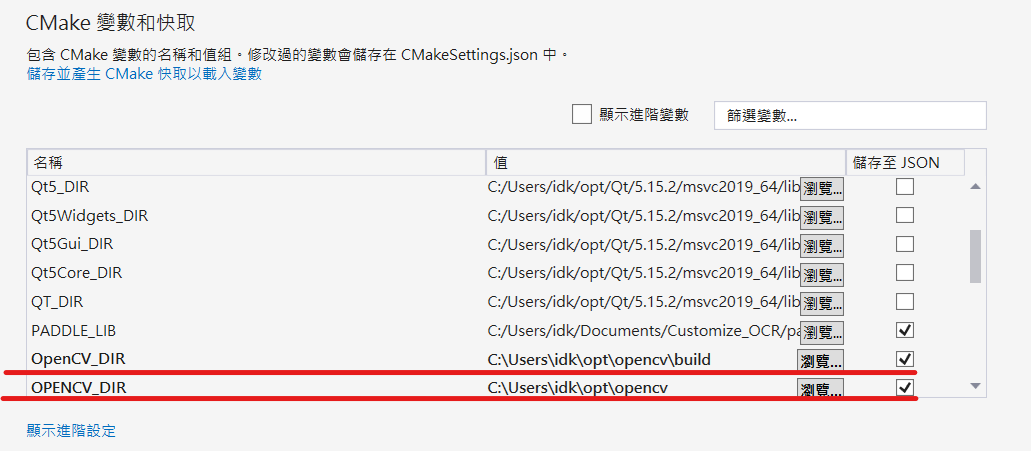 CMake 變數和快取
包含 CMake 變數的名稱和值組。修改過的變數會儲存在 CMakeSettings.json 中。
儲存並產生 CMake 快取以載入變數
顯示進階變數 篩選變數...
名稱 值 儲存至 JSON
Qt5_DIR C:/Users/idk/opt/Qt/5.15.2/msvc2019_64/lib 瀏覽...
Qt5Widgets_DIR C:/Users/idk/opt/Qt/5.15.2/msvc2019_64/lib 瀏覽...
Qt5Gui_DIR C:/Users/idk/opt/Qt/5.15.2/msvc2019_64/lib 瀏覽...
Qt5Core_DIR C:/Users/idk/opt/Qt/5.15.2/msvc2019_64/lib 瀏覽...
QT_DIR C:/Users/idk/opt/Qt/5.15.2/msvc2019_64/lib 瀏覽...
PADDLE_LIB C:/Users/idk/Documents/Customize_OCR/pa 瀏覽...
OpenCV_DIR C:\Users\idk\opt\opencv\build 瀏覽...
OPENCV_DIR C:\Users\idk\opt\opencv 瀏覽...
顯示進階設定